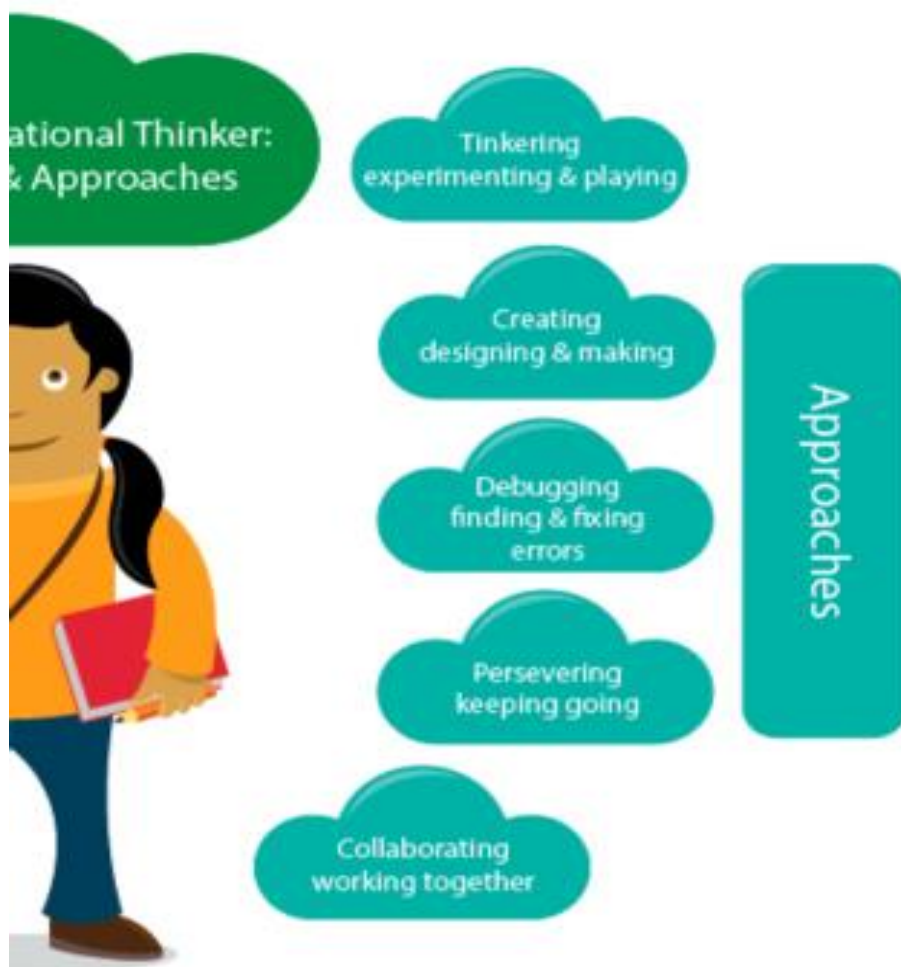 ational Thinker:
& Approaches
Tinkering
experimenting & playing
Creating
designing & making
Debugging
finding & fixing
errors
Persevering
keeping going
Collaborating
working together
Approaches